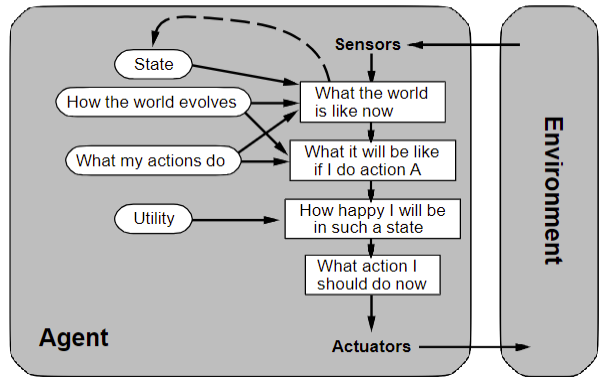 Sensors
State
What the world
is like now
How the world evolves
What it will be like
if I do action A
What my actions do
How happy I will be
in such a state
Utility
What action I
should do now
Agent
Actuators
Environment